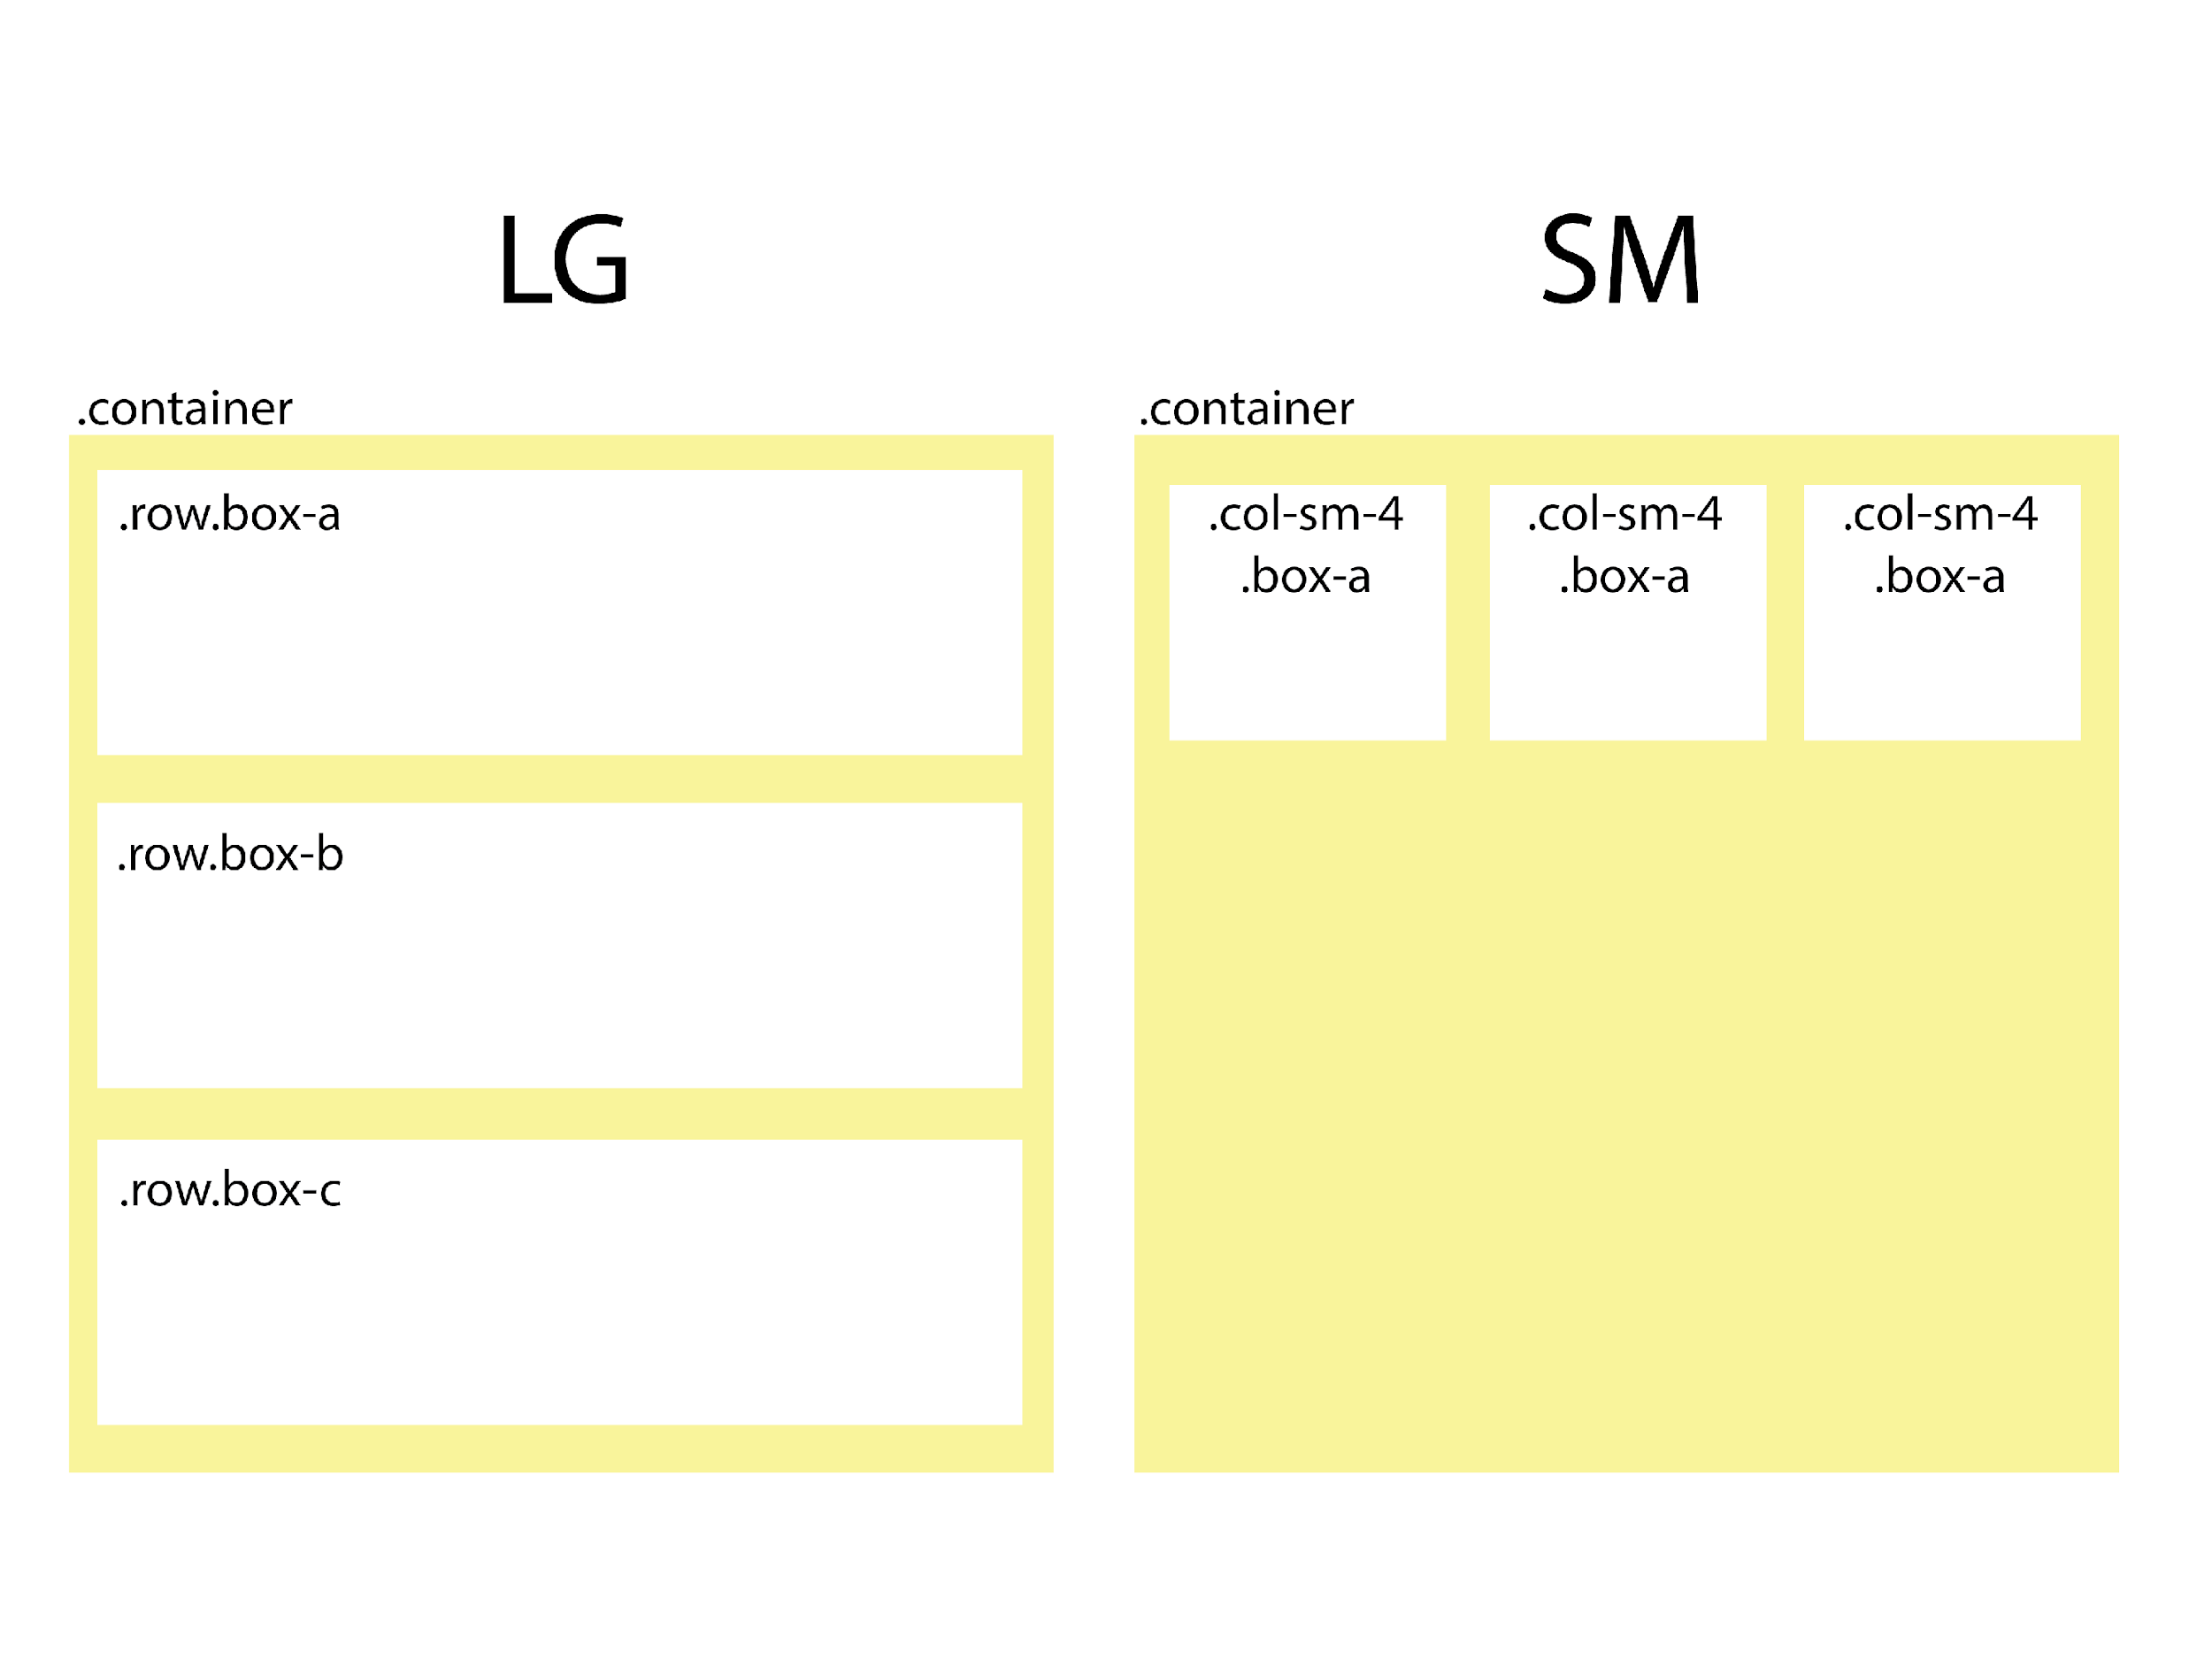 LG
.container
.row.box-a
.row.box-b
.row.box-c
SM
.container
.col-sm-4
.box-a
.col-sm-4
.box-a
.col-sm-4
.box-a